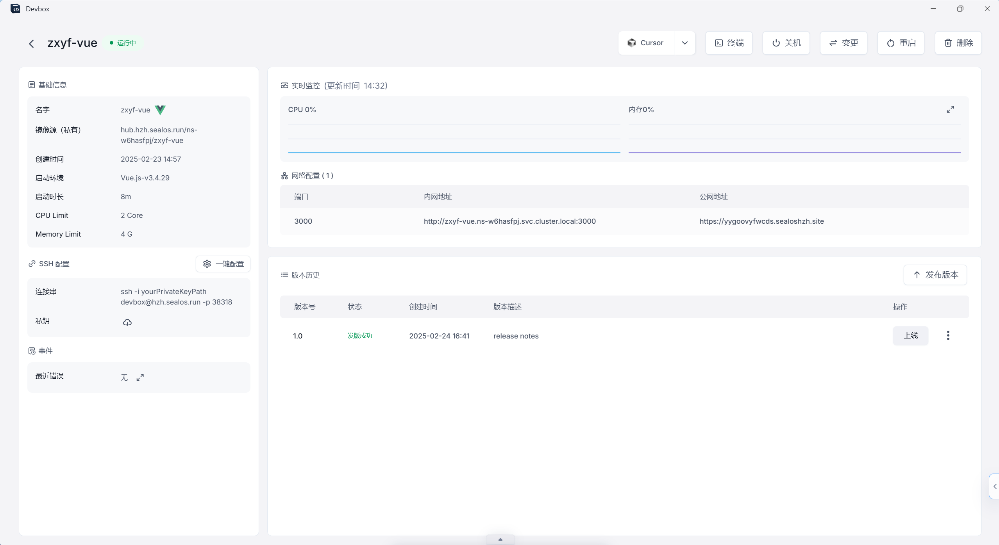 Devbox
zxyf-vue
运行中
Cursor
终端
关机
变更
重启
删除
基础信息
名字
zxyf-vue
镜像源（私有）
hub.hzh.sealos.run/ns-
w6hasfpj/zxyf-vue
创建时间
2025-02-23 14:57
启动环境
Vue.js-v3.4.29
启动时长
8m
CPU Limit
2 Core
Memory Limit
4 G
SSH 配置
一键配置
连接串
ssh -i yourPrivateKeyPath
devbox@hzh.sealos.run -p 38318
私钥
事件
最近错误
无
实时监控 (更新时间 14:32)
CPU 0%
内存0%
网络配置 ( 1 )
端口
内网地址
公网地址
3000
http://zxyf-vue.ns-w6hasfpj.svc.cluster.local:3000
https://yygoovyfwcds.sealoshzh.site
版本历史
发布版本
版本号
状态
创建时间
版本描述
操作
1.0
发版成功
2025-02-24 16:41
release notes
上线